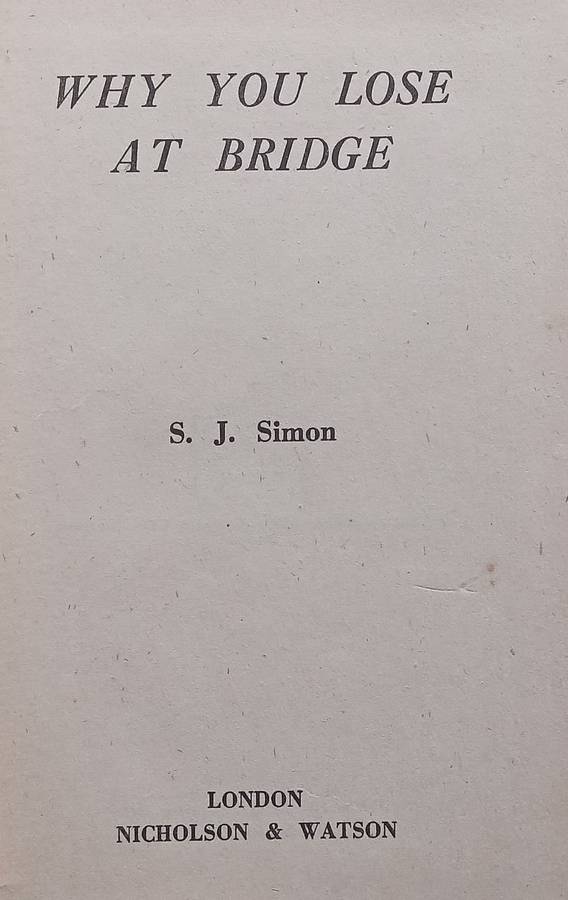 WHY YOU LOSE
AT BRIDGE
S. J. Simon
LONDON
NICHOLSON & WATSON